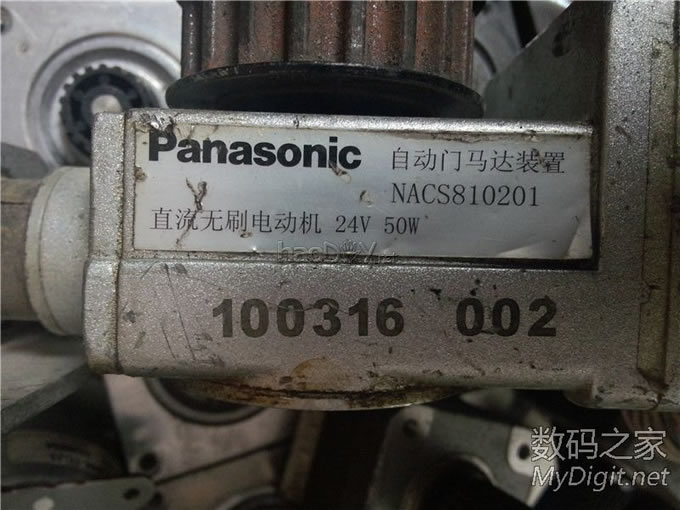 Panasonic 自动门马达装置
NACS810201
直流无刷电动机 24V 50W
100316 002
数码之家
MyDigit.net